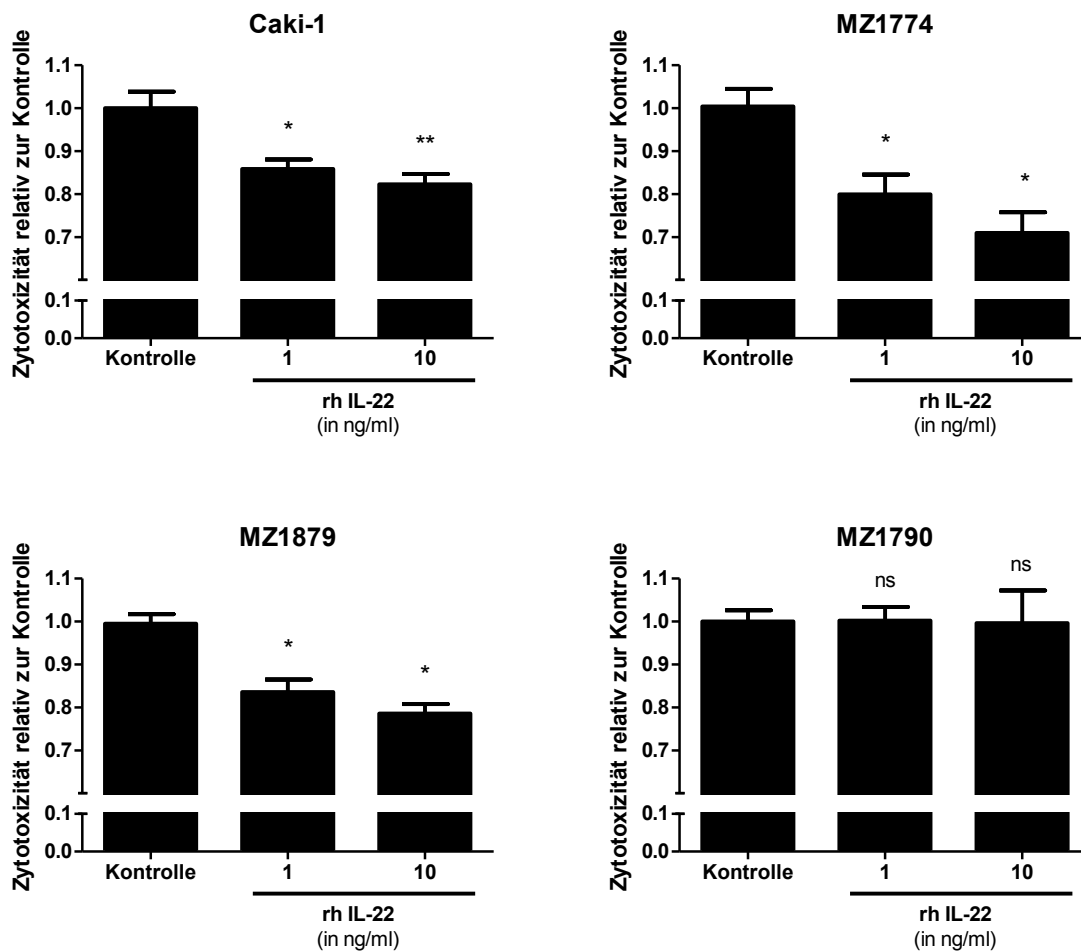 Caki-1
Zytotoxizität relativ zur Kontrolle
1.1
1.0
0.9
0.8
0.7
0.1
0.0
*
**
Kontrolle 1 10
rh IL-22
(in ng/ml)
MZ1774
Zytotoxizität relativ zur Kontrolle
1.1
1.0
0.9
0.8
0.7
0.1
0.0
*
*
Kontrolle 1 10
rh IL-22
(in ng/ml)
MZ1879
Zytotoxizität relativ zur Kontrolle
1.1
1.0
0.9
0.8
0.7
0.1
0.0
*
*
Kontrolle 1 10
rh IL-22
(in ng/ml)
MZ1790
Zytotoxizität relativ zur Kontrolle
1.1
1.0
0.9
0.8
0.7
0.1
0.0
ns
ns
Kontrolle 1 10
rh IL-22
(in ng/ml)